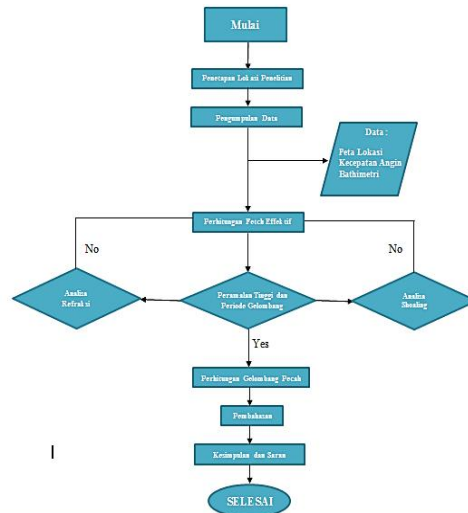 Mulai
Penetapan Lokasi Penelitian
Pengumpulan Data
Data :
Peta Lokasi
Kecepatan Angin
Bathimetri
Perhitungan Fetch Effektif
No
No
Analisa
Refraksi
Peramalan Tinggi dan
Periode Gelombang
Analisa
Shoaling
Yes
Perhitungan Gelombang Pecah
Pembahasan
Kesimpulan dan Saran
SELESAI